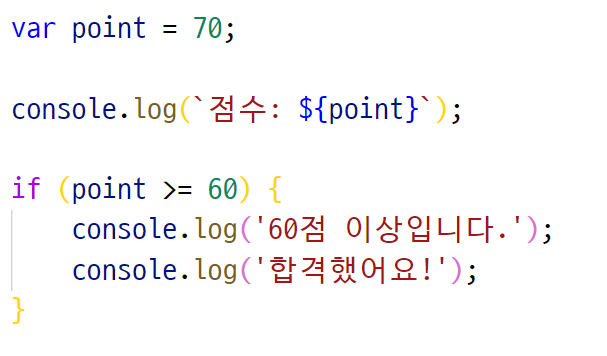 var point = 70;
console.log(`점수: ${point}`);
if (point >= 60) {
console.log('60점 이상입니다.');
console.log('합격했어요!');
}